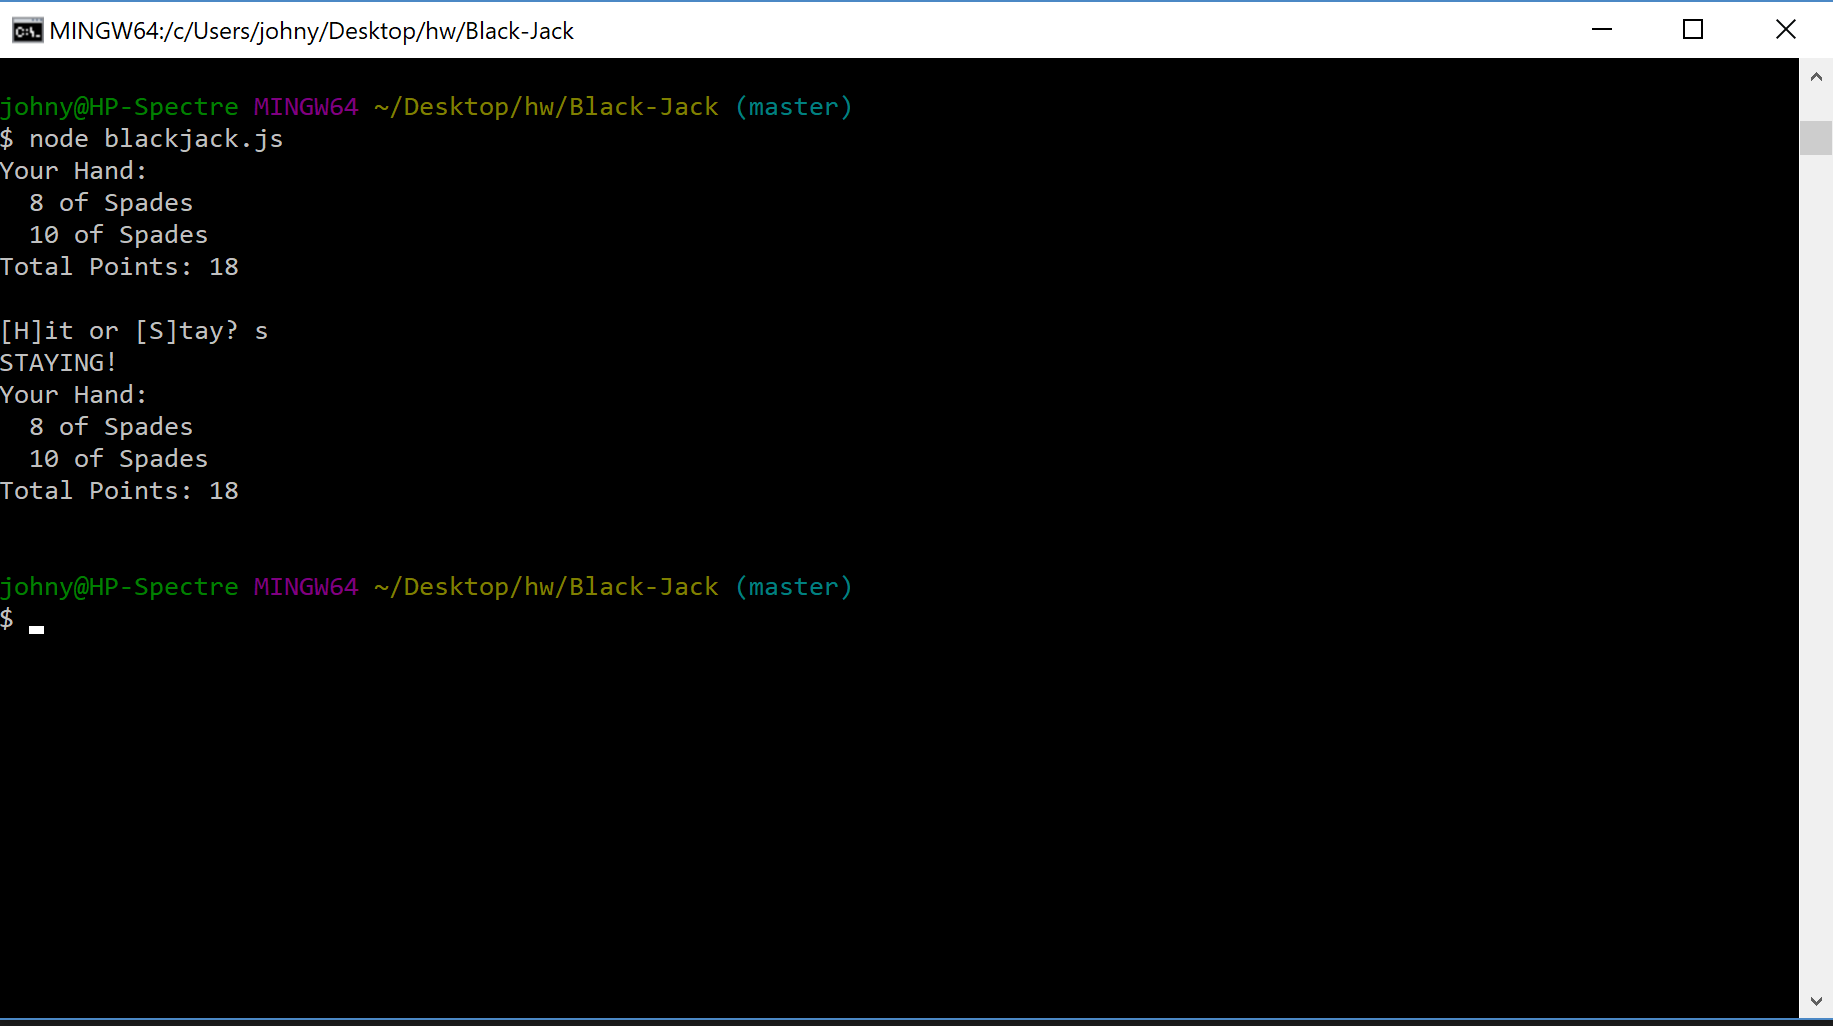 MINGW64:/c/Users/johny/Desktop/hw/Black-Jack
johny@HP-Spectre MINGW64 ~/Desktop/hw/Black-Jack (master)
$ node blackjack.js
Your Hand:
  8 of Spades
  10 of Spades
Total Points: 18
[H]it or [S]tay? s
STAYING!
Your Hand:
  8 of Spades
  10 of Spades
Total Points: 18
johny@HP-Spectre MINGW64 ~/Desktop/hw/Black-Jack (master)
$